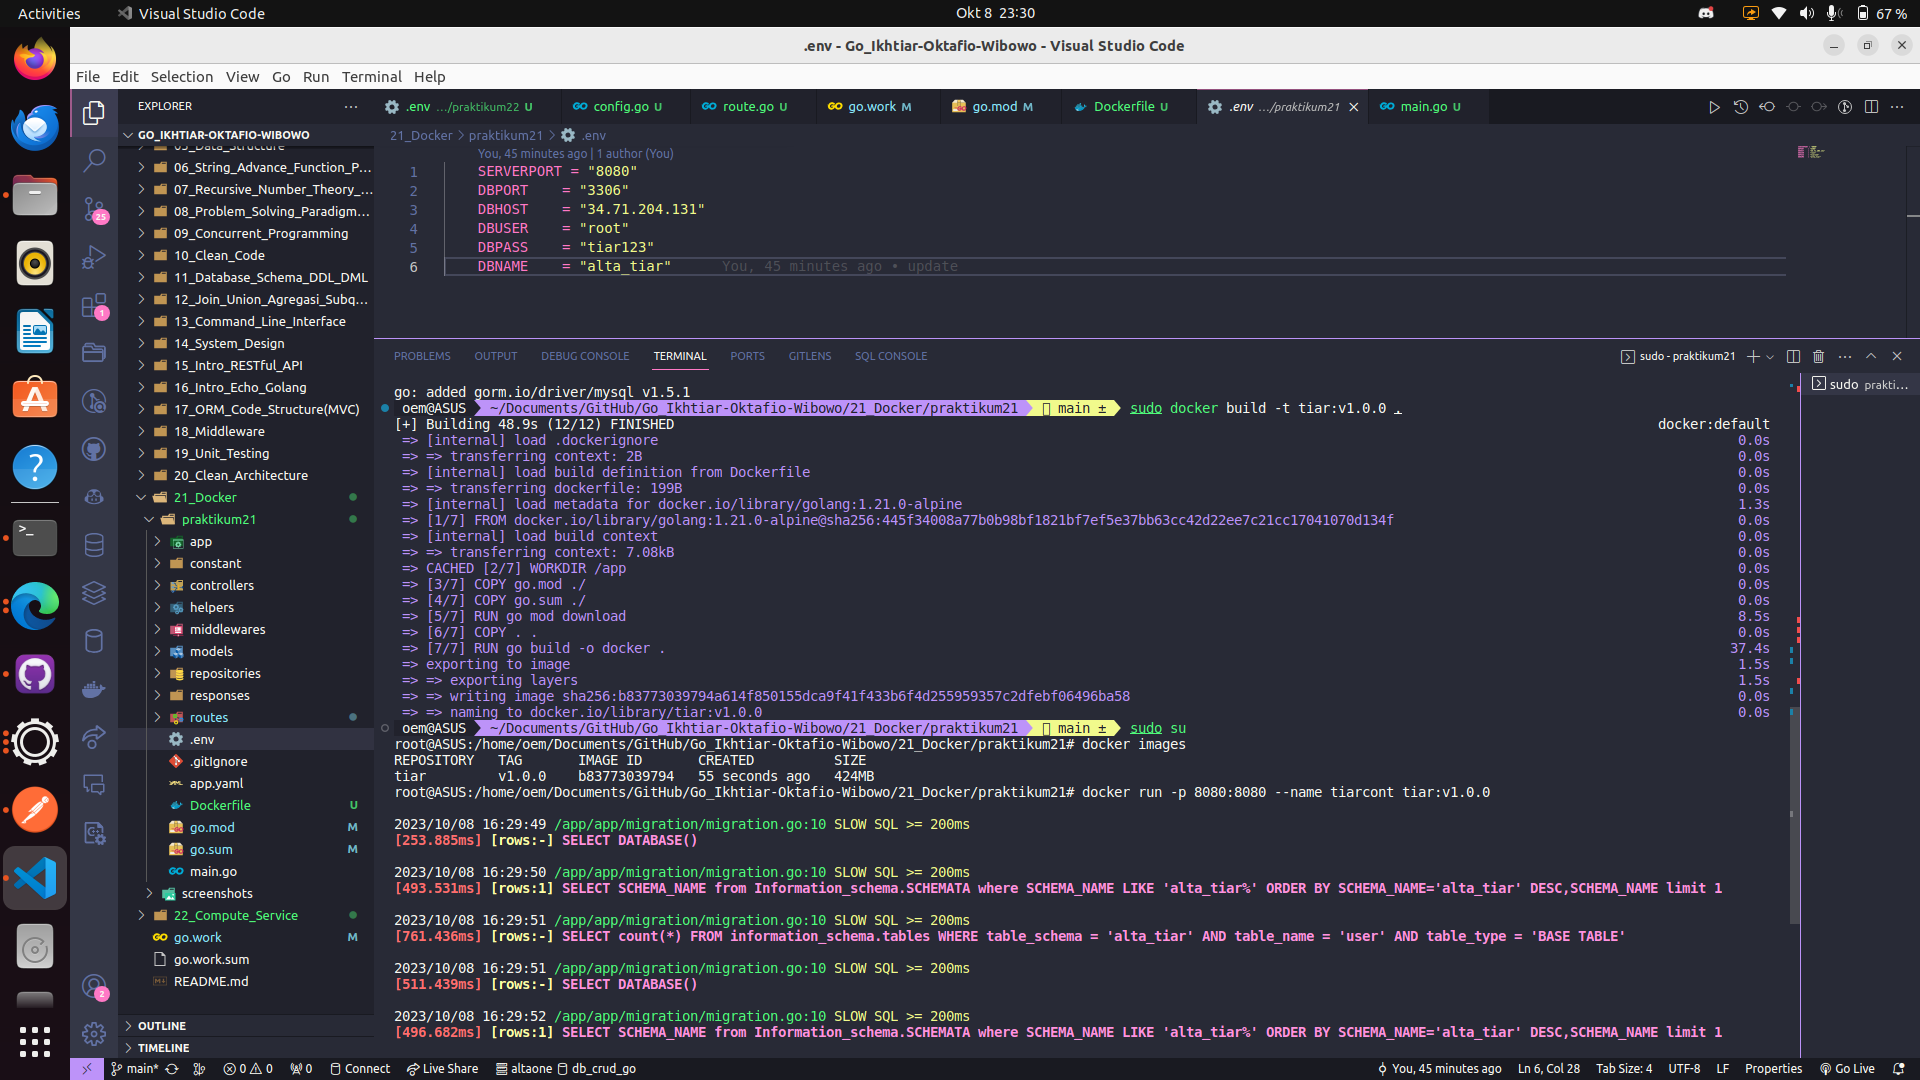 Activities
Visual Studio Code
Okt 8 23:30
67 %
.env - Go_Ikhtiar-Oktafio-Wibowo - Visual Studio Code
File Edit Selection View Go Run Terminal Help
EXPLORER
.env .../praktikum22 U
config.go U
route.go U
go.work M
go.mod M
Dockerfile U
.env .../praktikum21
main.go U
GO_IKHTIAR-OKTAFIO-WIBOWO
21_Docker > praktikum21 > .env
05_Data_Structure
06_String_Advance_Function_P...
07_Recursive_Number_Theory_...
08_Problem_Solving_Paradigm...
09_Concurrent_Programming
10_Clean_Code
11_Database_Schema_DDL_DML
12_Join_Union_Agregasi_Subq...
13_Command_Line_Interface
14_System_Design
15_Intro_RESTful_API
16_Intro_Echo_Golang
17_ORM_Code_Structure(MVC)
18_Middleware
19_Unit_Testing
20_Clean_Architecture
21_Docker
praktikum21
app
constant
controllers
helpers
middlewares
models
repositories
responses
routes
.env
.gitIgnore
app.yaml
Dockerfile U
go.mod M
go.sum M
main.go
screenshots
22_Compute_Service
go.work M
go.work.sum
README.md
OUTLINE
TIMELINE
25
1
2
You, 45 minutes ago | 1 author (You)
1 SERVERPORT = "8080"
2 DBPORT = "3306"
3 DBHOST = "34.71.204.131"
4 DBUSER = "root"
5 DBPASS = "tiar123"
6 DBNAME = "alta_tiar" You, 45 minutes ago • update
PROBLEMS OUTPUT DEBUG CONSOLE TERMINAL PORTS GITLENS SQL CONSOLE
sudo - praktikum21
sudo prakti...
go: added gorm.io/driver/mysql v1.5.1
oem@ASUS ~/Documents/GitHub/Go_Ikhtiar-Oktafio-Wibowo/21_Docker/praktikum21 main ± sudo docker build -t tiar:v1.0.0 .
[+] Building 48.9s (12/12) FINISHED docker:default
=> [internal] load .dockerignore 0.0s
=> => transferring context: 2B 0.0s
=> [internal] load build definition from Dockerfile 0.0s
=> => transferring dockerfile: 199B 0.0s
=> [internal] load metadata for docker.io/library/golang:1.21.0-alpine 1.3s
=> [1/7] FROM docker.io/library/golang:1.21.0-alpine@sha256:445f34008a77b0b98bf1821bf7ef5e37bb63cc42d22ee7c21cc17041070d134f 0.0s
=> [internal] load build context 0.0s
=> => transferring context: 7.08kB 0.0s
=> CACHED [2/7] WORKDIR /app 0.0s
=> [3/7] COPY go.mod ./ 0.0s
=> [4/7] COPY go.sum ./ 0.0s
=> [5/7] RUN go mod download 8.5s
=> [6/7] COPY . . 0.0s
=> [7/7] RUN go build -o docker . 37.4s
=> exporting to image 1.5s
=> => exporting layers 1.5s
=> => writing image sha256:b83773039794a614f850155dca9f41f433b6f4d255959357c2dfebf06496ba58 0.0s
=> => naming to docker.io/library/tiar:v1.0.0 0.0s
oem@ASUS ~/Documents/GitHub/Go_Ikhtiar-Oktafio-Wibowo/21_Docker/praktikum21 main ± sudo su
root@ASUS:/home/oem/Documents/GitHub/Go_Ikhtiar-Oktafio-Wibowo/21_Docker/praktikum21# docker images
REPOSITORY TAG IMAGE ID CREATED SIZE
tiar v1.0.0 b83773039794 55 seconds ago 424MB
root@ASUS:/home/oem/Documents/GitHub/Go_Ikhtiar-Oktafio-Wibowo/21_Docker/praktikum21# docker run -p 8080:8080 --name tiarcont tiar:v1.0.0
2023/10/08 16:29:49 /app/app/migration/migration.go:10 SLOW SQL >= 200ms
[253.885ms] [rows:-] SELECT DATABASE()
2023/10/08 16:29:50 /app/app/migration/migration.go:10 SLOW SQL >= 200ms
[493.531ms] [rows:1] SELECT SCHEMA_NAME from Information_schema.SCHEMATA where SCHEMA_NAME LIKE 'alta_tiar%' ORDER BY SCHEMA_NAME='alta_tiar' DESC,SCHEMA_NAME limit 1
2023/10/08 16:29:51 /app/app/migration/migration.go:10 SLOW SQL >= 200ms
[761.436ms] [rows:-] SELECT count(*) FROM information_schema.tables WHERE table_schema = 'alta_tiar' AND table_name = 'user' AND table_type = 'BASE TABLE'
2023/10/08 16:29:51 /app/app/migration/migration.go:10 SLOW SQL >= 200ms
[511.439ms] [rows:-] SELECT DATABASE()
2023/10/08 16:29:52 /app/app/migration/migration.go:10 SLOW SQL >= 200ms
[496.682ms] [rows:1] SELECT SCHEMA_NAME from Information_schema.SCHEMATA where SCHEMA_NAME LIKE 'alta_tiar%' ORDER BY SCHEMA_NAME='alta_tiar' DESC,SCHEMA_NAME limit 1
main* 0 0 0 Connect Live Share altaone db_crud_go
You, 45 minutes ago Ln 6, Col 28 Tab Size: 4 UTF-8 LF Properties Go Live